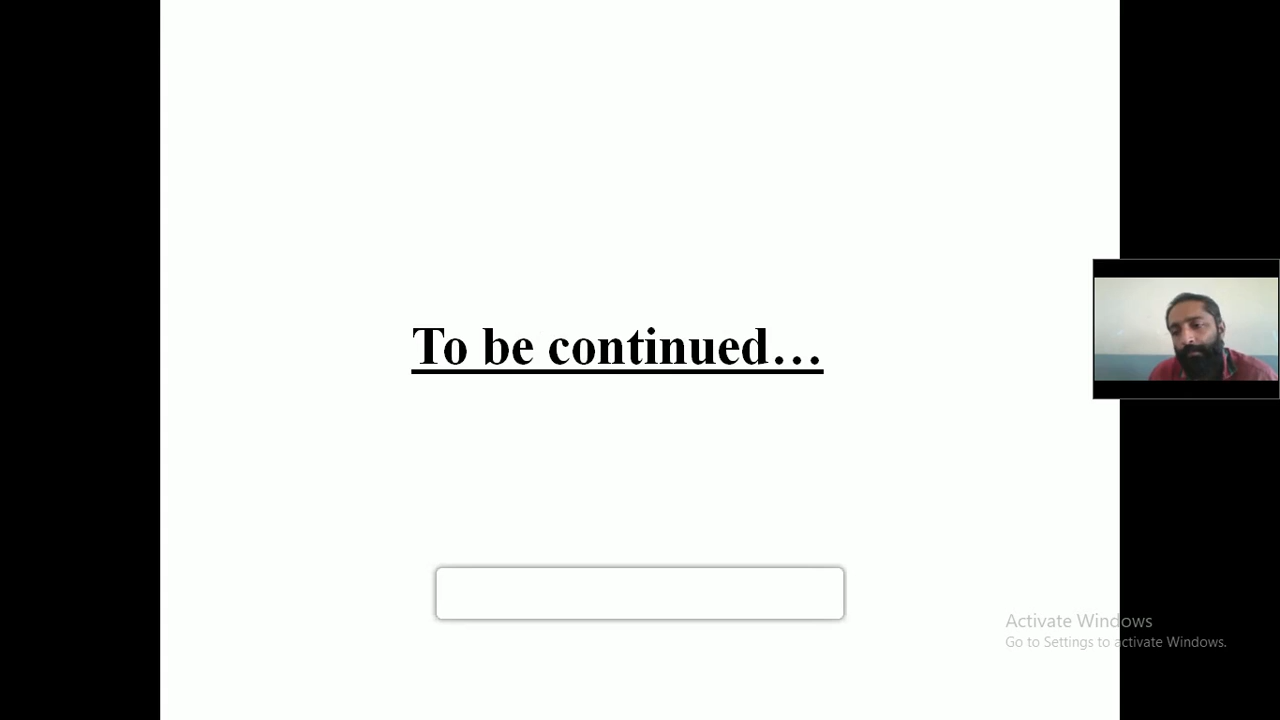 To be continued…
Activate Windows
Go to Settings to activate Windows.